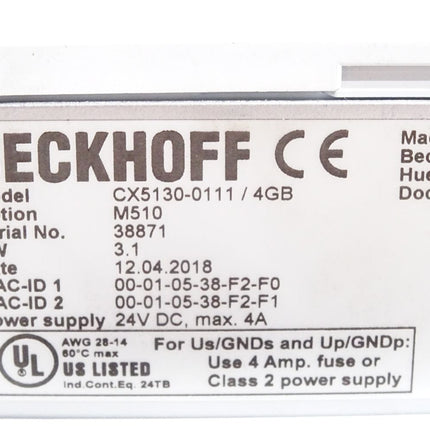 ECKHOFF CE
odel CX5130-0111 / 4GB
tion M510
rial No. 38871
W 3.1
te 12.04.2018
AC-ID 1 00-01-05-38-F2-F0
AC-ID 2 00-01-05-38-F2-F1
ower supply 24V DC, max. 4A
Ma
Bec
Hue
Doc
UL
AWG 28-14
60°C max
US LISTED
Ind.Cont.Eq. 24TB
For Us/GNDs and Up/GNDp:
Use 4 Amp. fuse or
Class 2 power supply